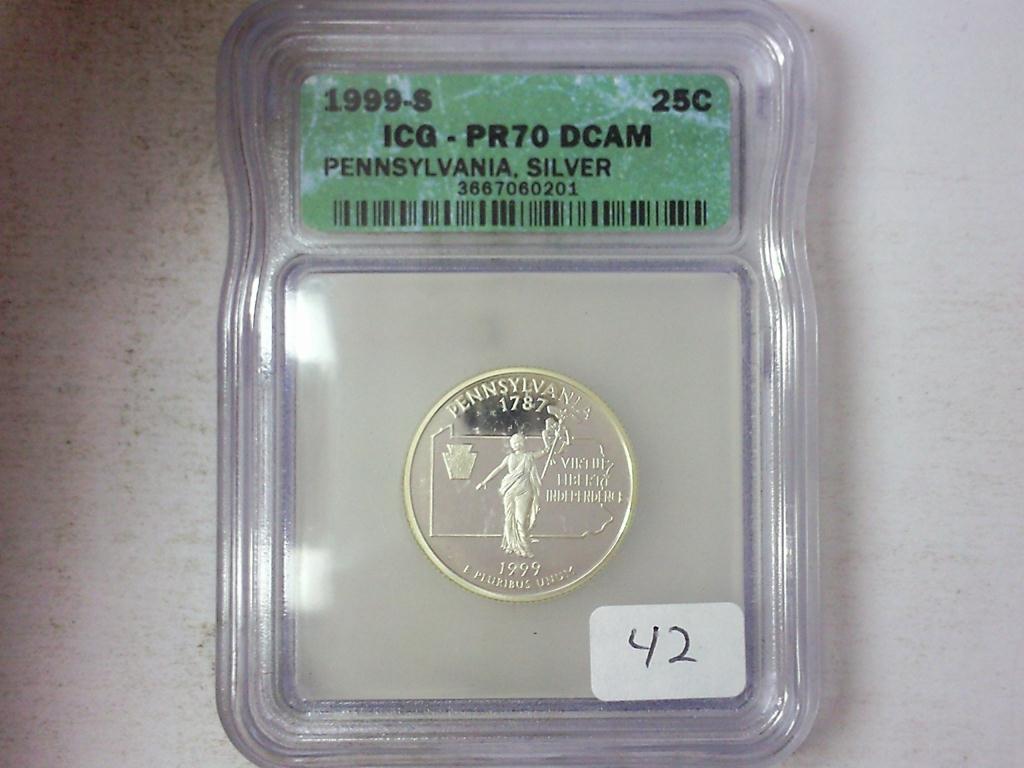 1999-S 25C
ICG - PR70 DCAM
PENNSYLVANIA, SILVER
3667060201
PENNSYLVANIA
1787
VIRTUE
LIBERTY
INDEPENDENCE
1999
E PLURIBUS UNUM
42